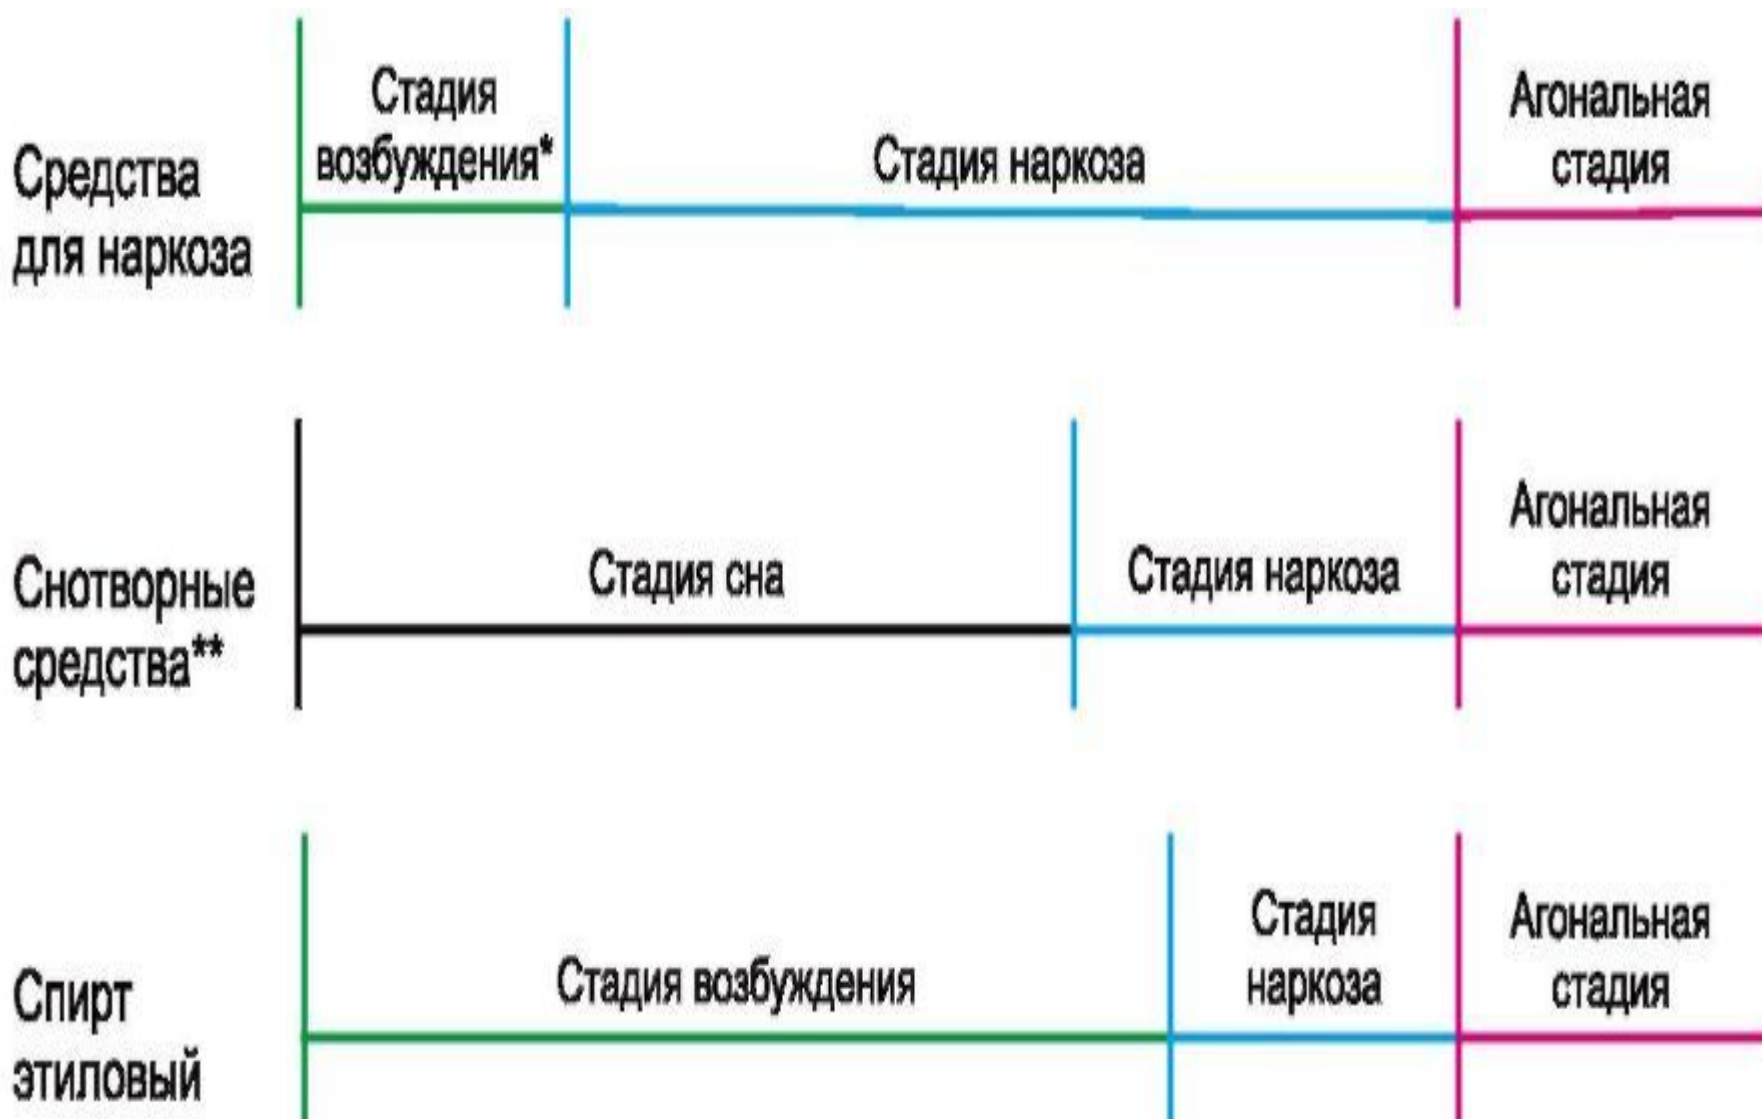 Средства
для наркоза
Стадия
возбуждения*
Стадия наркоза
Агональная
стадия
Снотворные
средства**
Стадия сна
Стадия наркоза
Агональная
стадия
Спирт
этиловый
Стадия возбуждения
Стадия
наркоза
Агональная
стадия